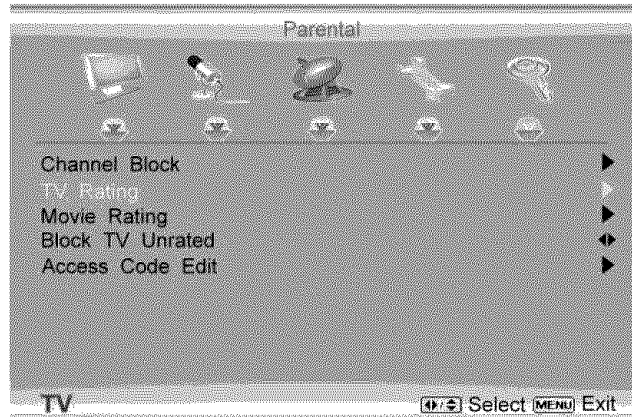 Parental
Channel Block
TV Rating
Movie Rating
Block TV Unrated
Access Code Edit
TV
Select MENU Exit